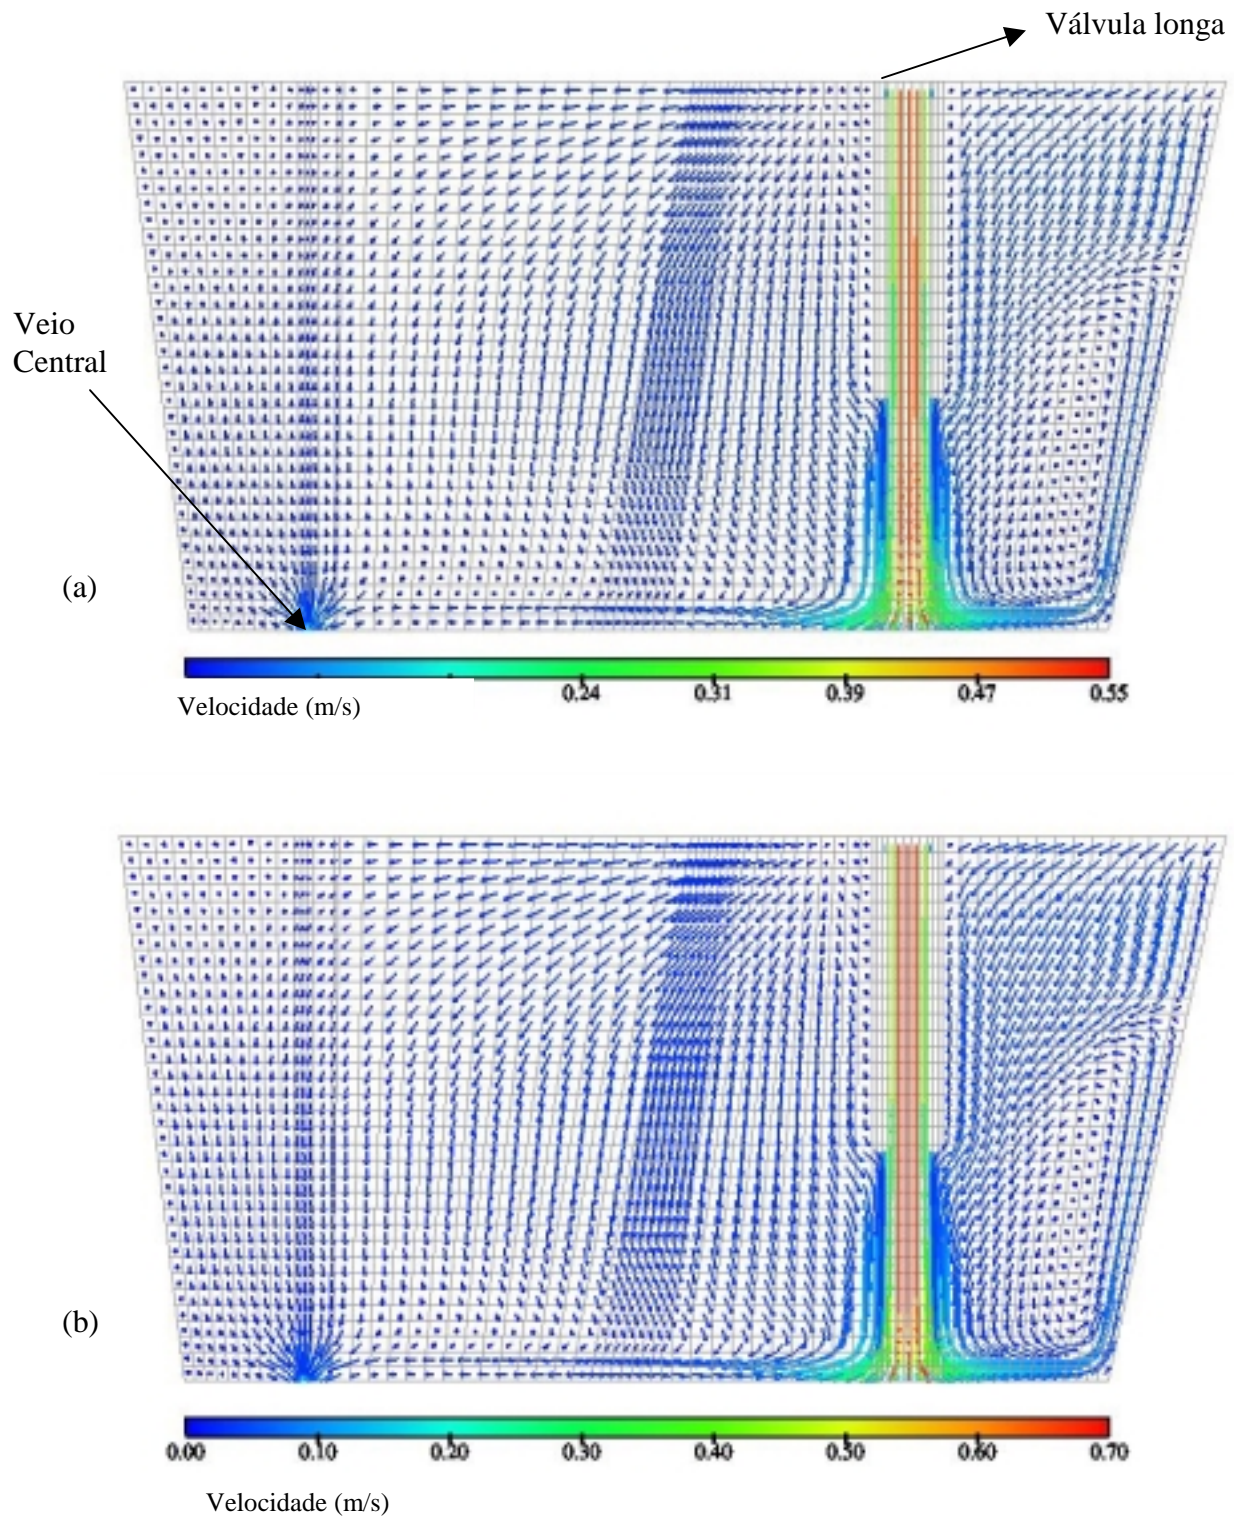 Válvula longa
Veio
Central
(a)
0.24 0.31 0.39 0.47 0.55
Velocidade (m/s)
(b)
0.00 0.10 0.20 0.30 0.40 0.50 0.60 0.70
Velocidade (m/s)